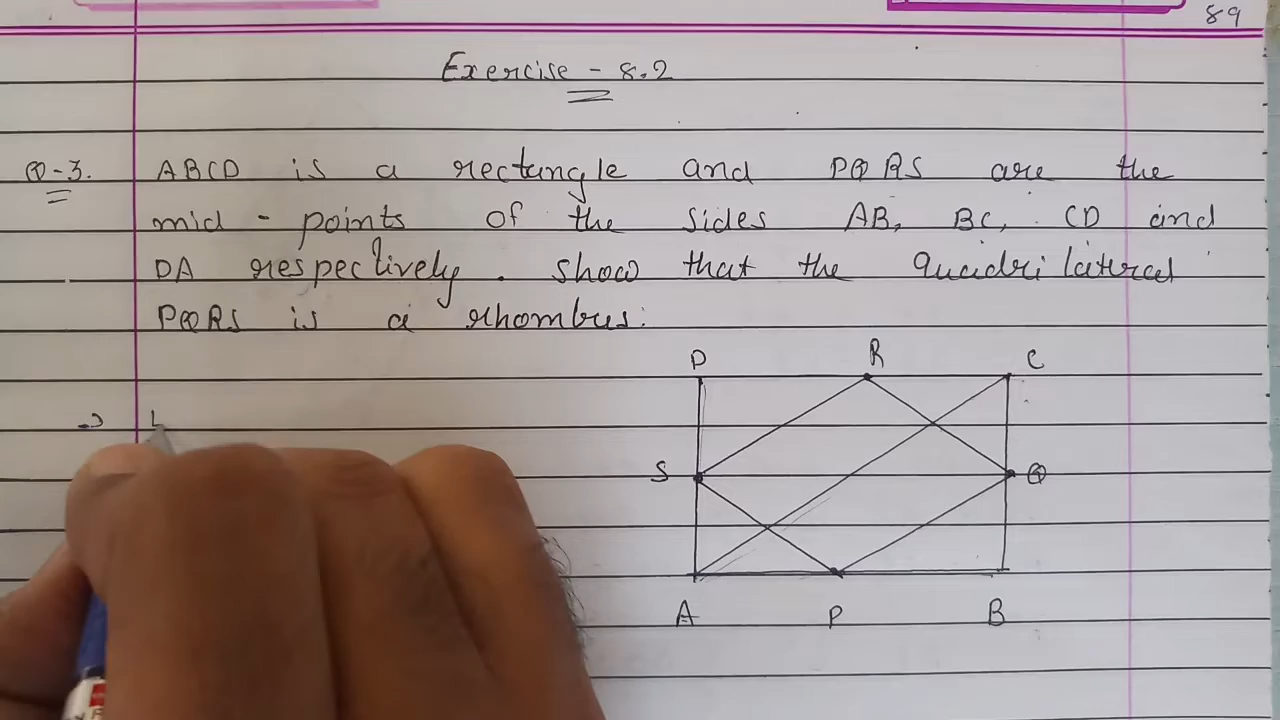 89
Exercise - 8.2
Q-3. ABCD is a rectangle and PQRS are the
mid - points of the sides AB, BC, CD and
DA respectively. show that the quadrilateral
PQRS is a rhombus.
D R C
S Q
A P B